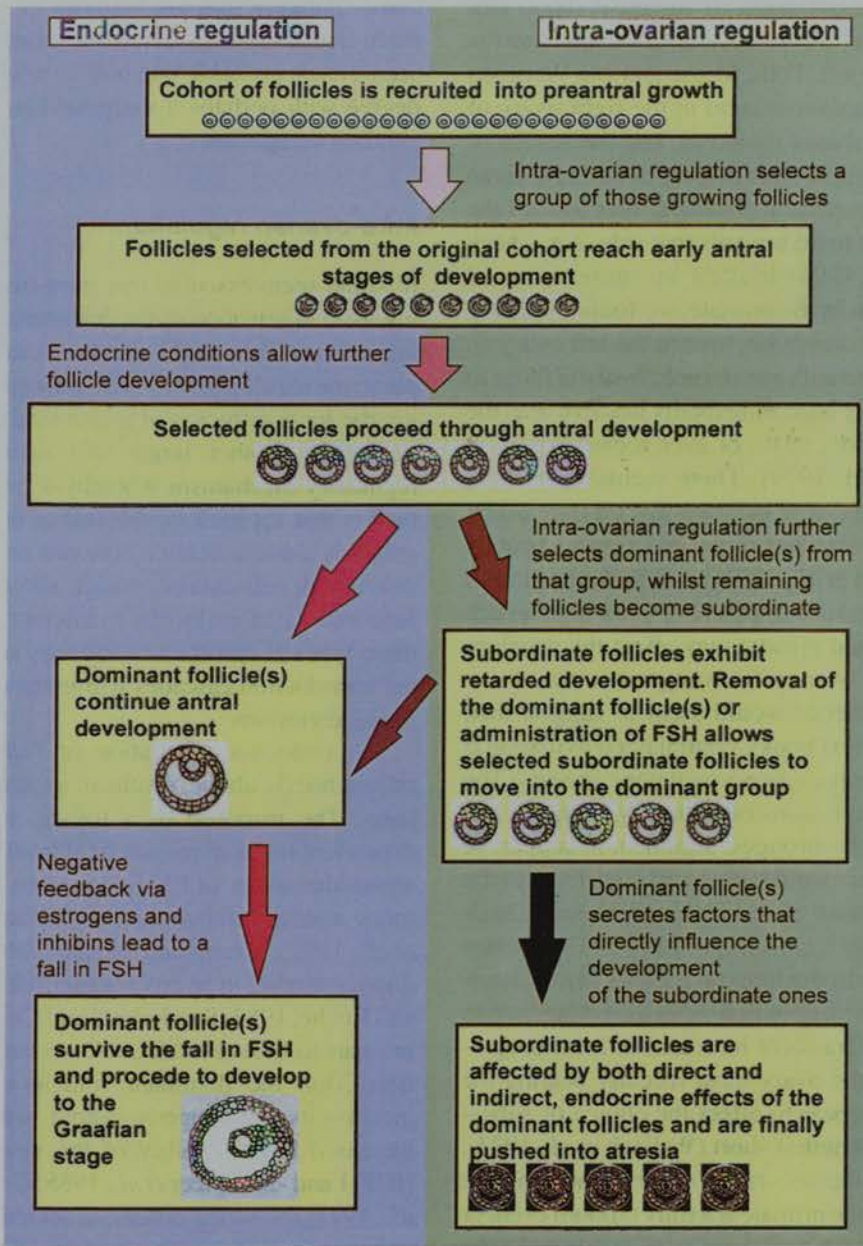 Endocrine regulation
Intra-ovarian regulation
Cohort of follicles is recruited into preantral growth
Intra-ovarian regulation selects a
group of those growing follicles
Follicles selected from the original cohort reach early antral
stages of development
Endocrine conditions allow further
follicle development
Selected follicles proceed through antral development
Intra-ovarian regulation further
selects dominant follicle(s) from
that group, whilst remaining
follicles become subordinate
Dominant follicle(s)
continue antral
development
Subordinate follicles exhibit
retarded development. Removal of
the dominant follicle(s) or
administration of FSH allows
selected subordinate follicles to
move into the dominant group
Negative
feedback via
estrogens and
inhibins lead to a
fall in FSH
Dominant follicle(s)
secretes factors that
directly influence the
development
of the subordinate ones
Dominant follicle(s)
survive the fall in FSH
and procede to develop
to the
Graafian
stage
Subordinate follicles are
affected by both direct and
indirect, endocrine effects of the
dominant follicles and are finally
pushed into atresia